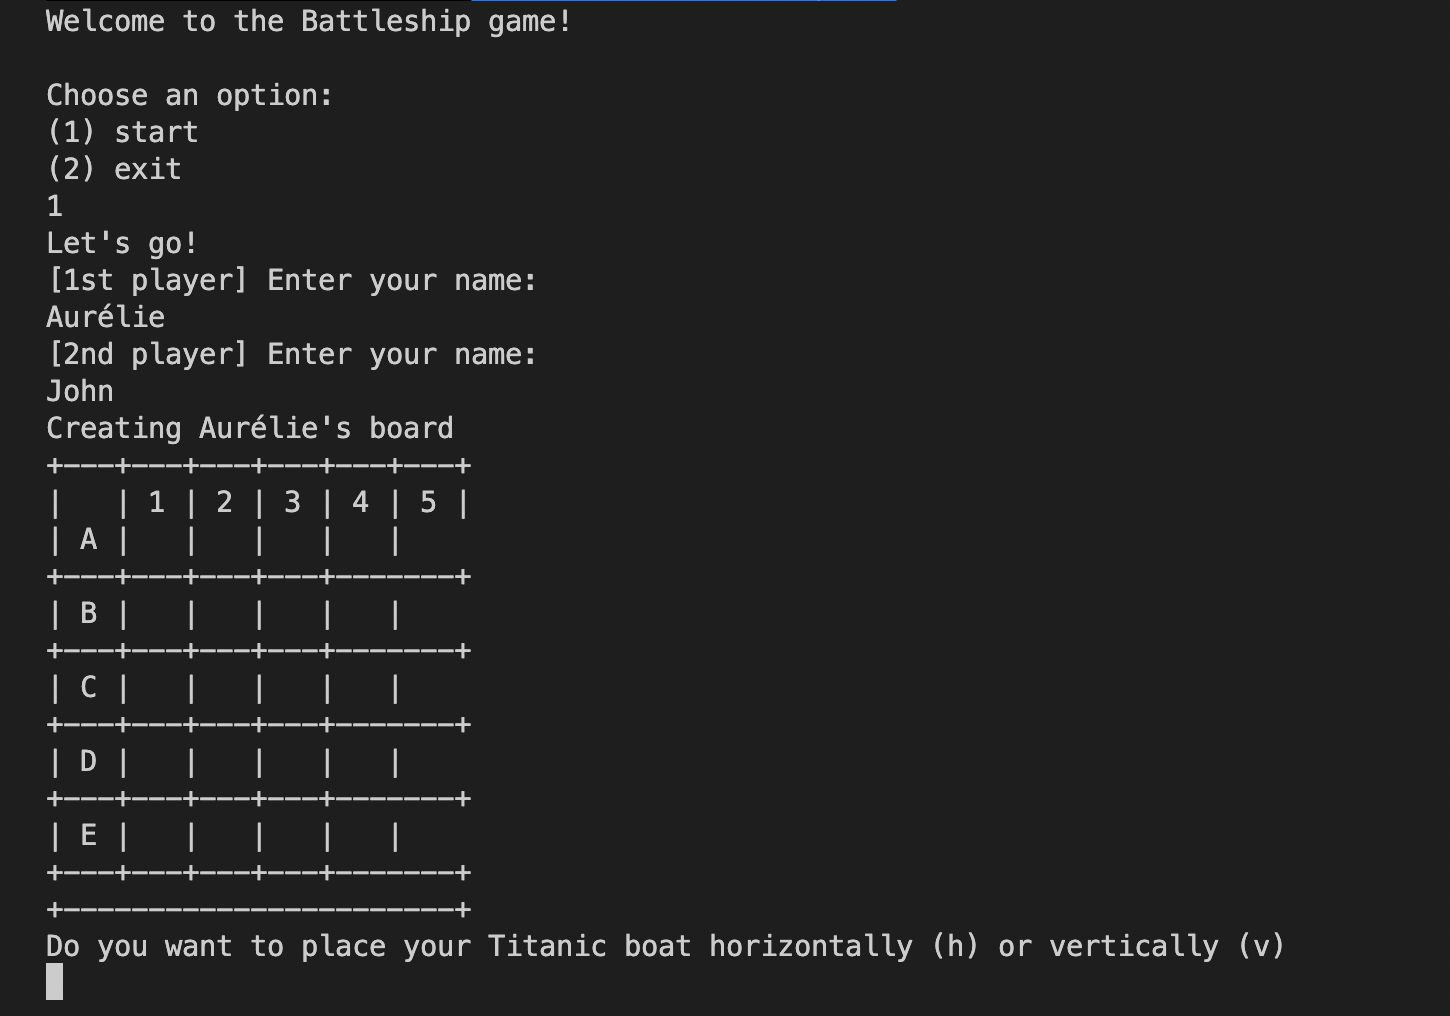 Welcome to the Battleship game!
Choose an option:
(1) start
(2) exit
1
Let's go!
[1st player] Enter your name:
Aurélie
[2nd player] Enter your name:
John
Creating Aurélie's board
+---+---+---+---+---+---+
|   | 1 | 2 | 3 | 4 | 5 |
| A |   |   |   |   |
+---+---+---+---+-------+
| B |   |   |   |   |
+---+---+---+---+-------+
| C |   |   |   |   |
+---+---+---+---+-------+
| D |   |   |   |   |
+---+---+---+---+-------+
| E |   |   |   |   |
+---+---+---+---+-------+
+-----------------------+
Do you want to place your Titanic boat horizontally (h) or vertically (v)